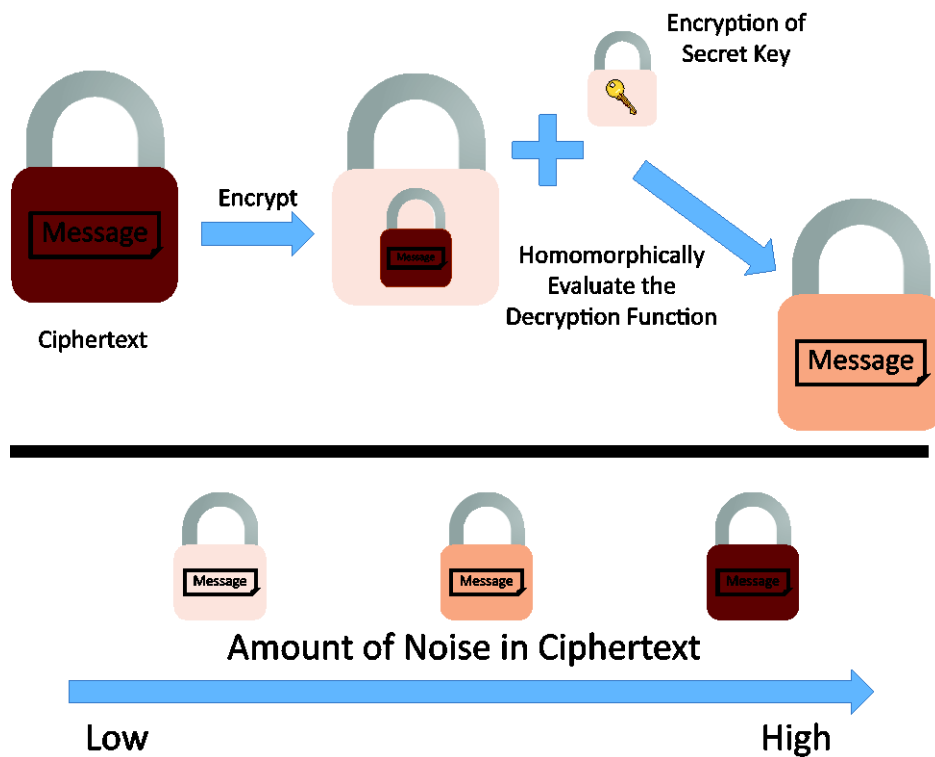 Encryption of
Secret Key
Message
Encrypt
Message
Ciphertext
Homomorphically
Evaluate the
Decryption Function
Message
Message
Message
Message
Amount of Noise in Ciphertext
Low
High